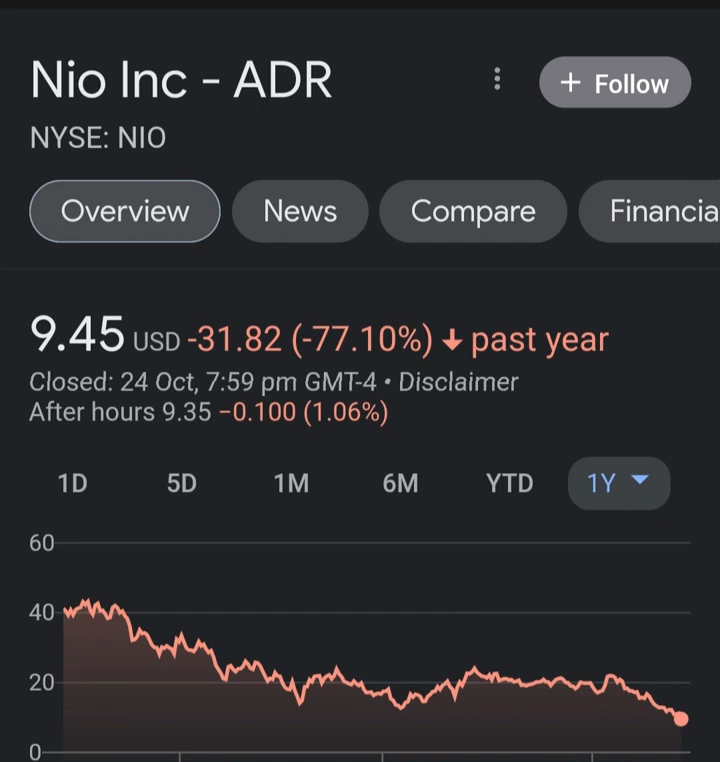 Nio Inc - ADR
+ Follow
NYSE: NIO
Overview News Compare Financia
9.45 USD -31.82 (-77.10%) ↓ past year
Closed: 24 Oct, 7:59 pm GMT-4 • Disclaimer
After hours 9.35 −0.100 (1.06%)
1D 5D 1M 6M YTD 1Y
60
40
20
0